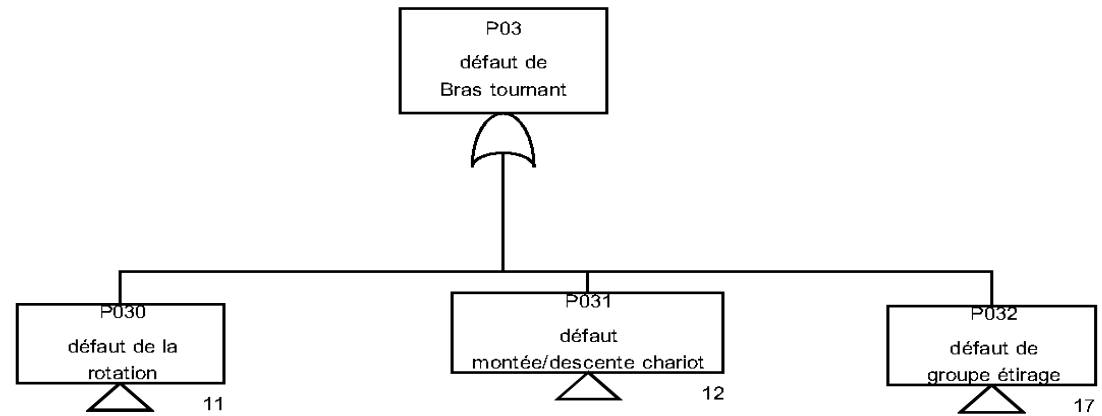 P03
défaut de
Bras tournant
P030
défaut de la
rotation
11
P031
défaut
montée/descente chariot
12
P032
défaut de
groupe étirage
17